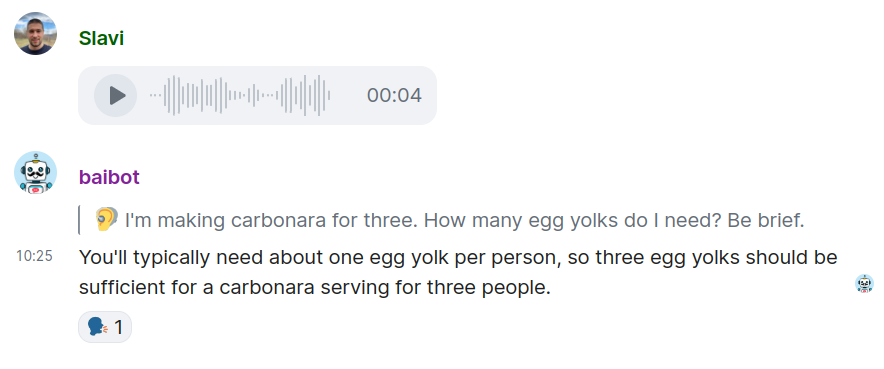 Slavi
00:04
baibot
I'm making carbonara for three. How many egg yolks do I need? Be brief.
10:25
You'll typically need about one egg yolk per person, so three egg yolks should be
sufficient for a carbonara serving for three people.
1